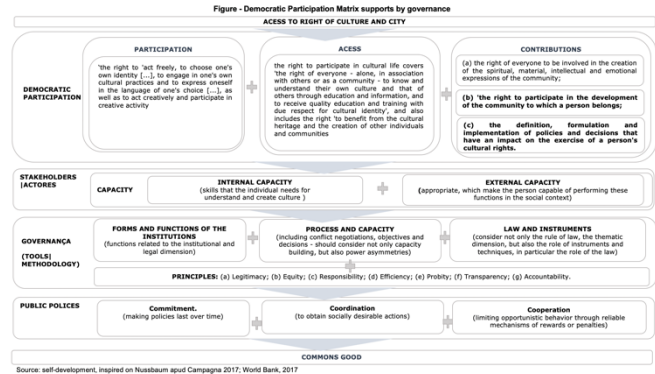 Figure - Democratic Participation Matrix supports by governance
ACESS TO RIGHT OF CULTURE AND CITY
DEMOCRATIC
PARTICIPATION
PARTICIPATION
'the right to 'act freely, to choose one's
own identity [...], to engage in one's own
cultural practices and to express oneself
in the language of one's choice [...], as
well as to act creatively and participate in
creative activity
ACESS
the right to participate in cultural life covers
'the right of everyone - alone, in association
with others or as a community - to know and
understand their own culture and that of
others through education and information, and
to receive quality education and training with
due respect for cultural identity', and also
includes the right 'to benefit from the cultural
heritage and the creation of other individuals
and communities
CONTRIBUTIONS
(a) the right of everyone to be involved in the creation
of the spiritual, material, intellectual and emotional
expressions of the community;
(b) 'the right to participate in the development
of the community to which a person belongs;
(c) the definition, formulation and
implementation of policies and decisions that
have an impact on the exercise of a person's
cultural rights.
STAKEHOLDERS
|ACTORES
CAPACITY
INTERNAL CAPACITY
(skills that the individual needs for
understand and create culture )
EXTERNAL CAPACITY
(appropriate, which make the person capable of performing these
functions in the social context)
GOVERNANÇA
(TOOLS|
METHODOLOGY)
FORMS AND FUNCTIONS OF THE
INSTITUTIONS
(functions related to the institutional and
legal dimension)
PROCESS AND CAPACITY
(including conflict negotiations, objectives and
decisions - should consider not only capacity
building, but also power asymmetries)
LAW AND INSTRUMENTS
(consider not only the rule of law, the thematic
dimension, but also the role of instruments and
techniques, in particular the role of the law)
PRINCIPLES: (a) Legitimacy; (b) Equity; (c) Responsibility; (d) Efficiency; (e) Probity; (f) Transparency; (g) Accountability.
PUBLIC POLICES
Commitment.
(making policies last over time)
Coordination
(to obtain socially desirable actions)
Cooperation
(limiting opportunistic behavior through reliable
mechanisms of rewards or penalties)
COMMONS GOOD
Source: self-development, inspired on Nussbaum apud Campagna 2017; World Bank, 2017